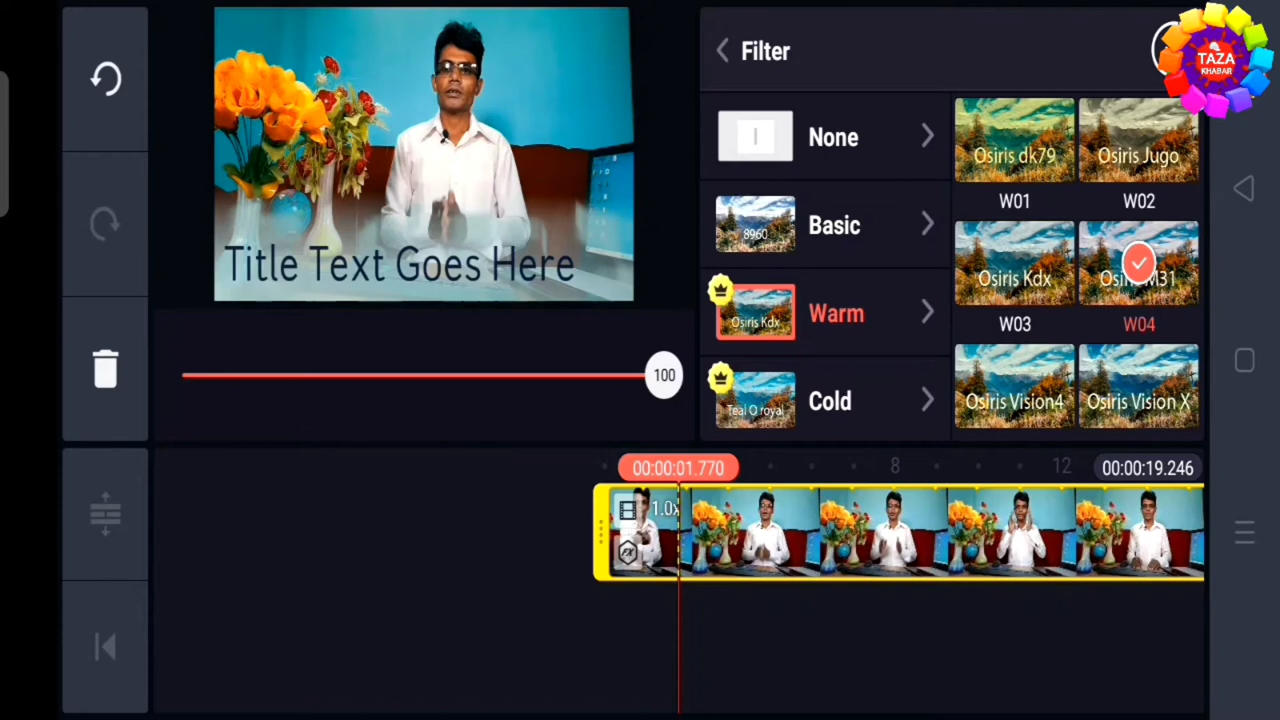 Filter
TAZA
KHABAR
None
Basic
8960
Warm
Osiris Kdx
Cold
Teal O royal
Osiris dk79
W01
Osiris Jugo
W02
Osiris Kdx
W03
W04
Osiris Vision4
Osiris Vision X
Title Text Goes Here
100
00:00:01.770
8
12
00:00:19.246
1.0x
FX